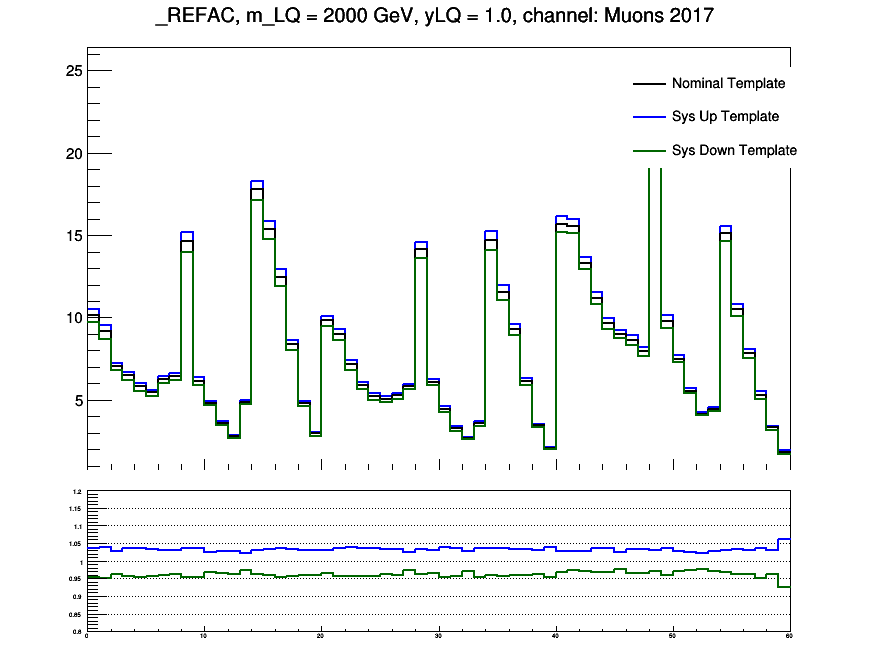 _REFAC, m_LQ = 2000 GeV, yLQ = 1.0, channel: Muons 2017
25
20
15
10
5
Nominal Template
Sys Up Template
Sys Down Template
1.2
1.15
1.1
1.05
1
0.95
0.9
0.85
0.8
0 10 20 30 40 50 60